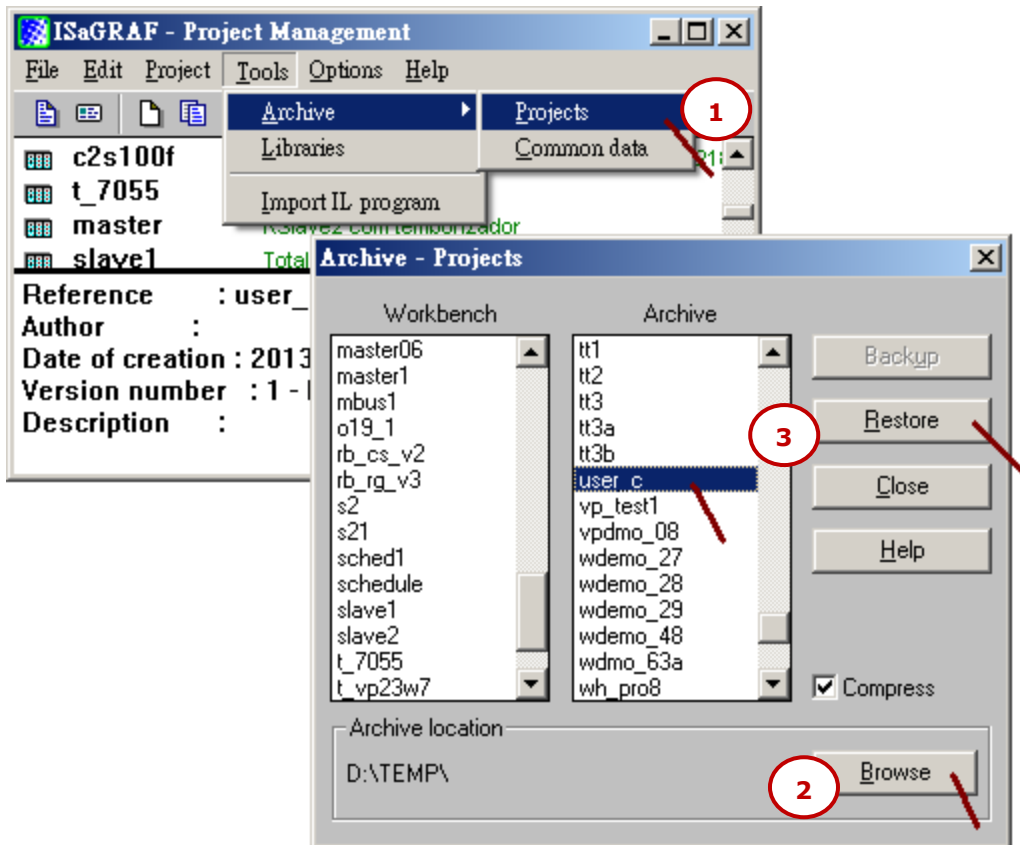 ISaGRAF - Project Management
File Edit Project Tools Options Help
Archive
Libraries
Import IL program
Projects
Common data
1
c2s100f
t_7055
master
slave1
Total
Reference : user_
Author :
Date of creation : 2013
Version number : 1 -
Description :
Archive - Projects
Workbench
master06
master1
mbus1
o19_1
rb_cs_v2
rb_rg_v3
s2
s21
sched1
schedule
slave1
slave2
t_7055
t_vp23w7
Archive
tt1
tt2
tt3
tt3a
tt3b
user_c
vp_test1
vpdmo_08
wdemo_27
wdemo_28
wdemo_29
wdemo_48
wdmo_63a
wh_pro8
Backup
3
Restore
Close
Help
Compress
Archive location
D:\TEMP\
2
Browse